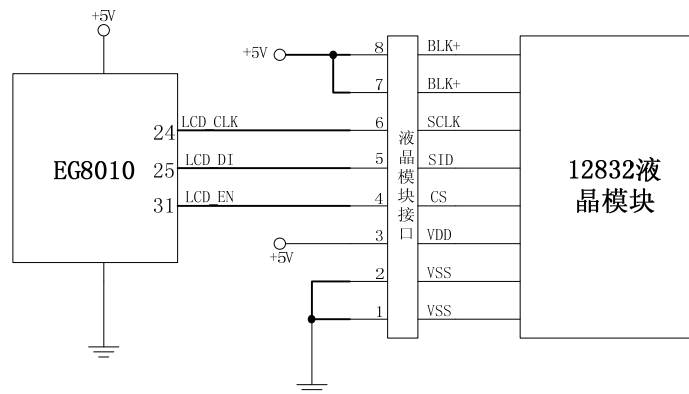 +5V
+5V
8
BLK+
7
BLK+
24
LCD_CLK
6
SCLK
EG8010
25
LCD_DI
5
SID
31
LCD_EN
4
CS
+5V
3
VDD
2
VSS
1
VSS
液晶模块接口
12832液
晶模块